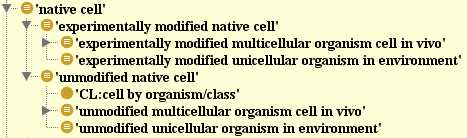 'native cell'
'experimentally modified native cell'
'experimentally modified multicellular organism cell in vivo'
'experimentally modified unicellular organism in environment'
'unmodified native cell'
'CL:cell by organism/class'
'unmodified multicellular organism cell in vivo'
'unmodified unicellular organism in environment'